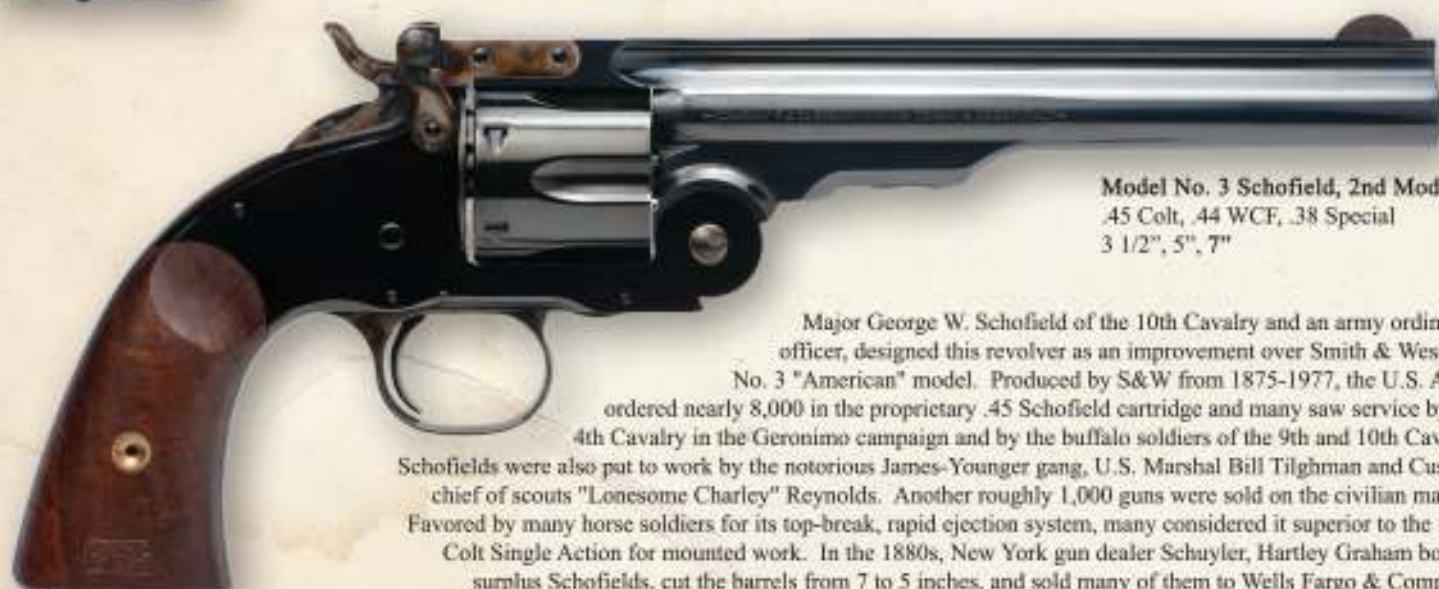 Model No. 3 Schofield, 2nd Mod
.45 Colt, .44 WCF, .38 Special
3 1/2", 5", 7"
Major George W. Schofield of the 10th Cavalry and an army ordin
officer, designed this revolver as an improvement over Smith & Wes
No. 3 "American" model. Produced by S&W from 1875-1977, the U.S. A
ordered nearly 8,000 in the proprietary .45 Schofield cartridge and many saw service b
4th Cavalry in the Geronimo campaign and by the buffalo soldiers of the 9th and 10th Cav
Schofields were also put to work by the notorious James-Younger gang, U.S. Marshal Bill Tilghman and Cus
chief of scouts "Lonesome Charley" Reynolds. Another roughly 1,000 guns were sold on the civilian ma
Favored by many horse soldiers for its top-break, rapid ejection system, many considered it superior to the
Colt Single Action for mounted work. In the 1880s, New York gun dealer Schuyler, Hartley Graham bo
surplus Schofields, cut the barrels from 7 to 5 inches, and sold many of them to Wells Fargo & Comp